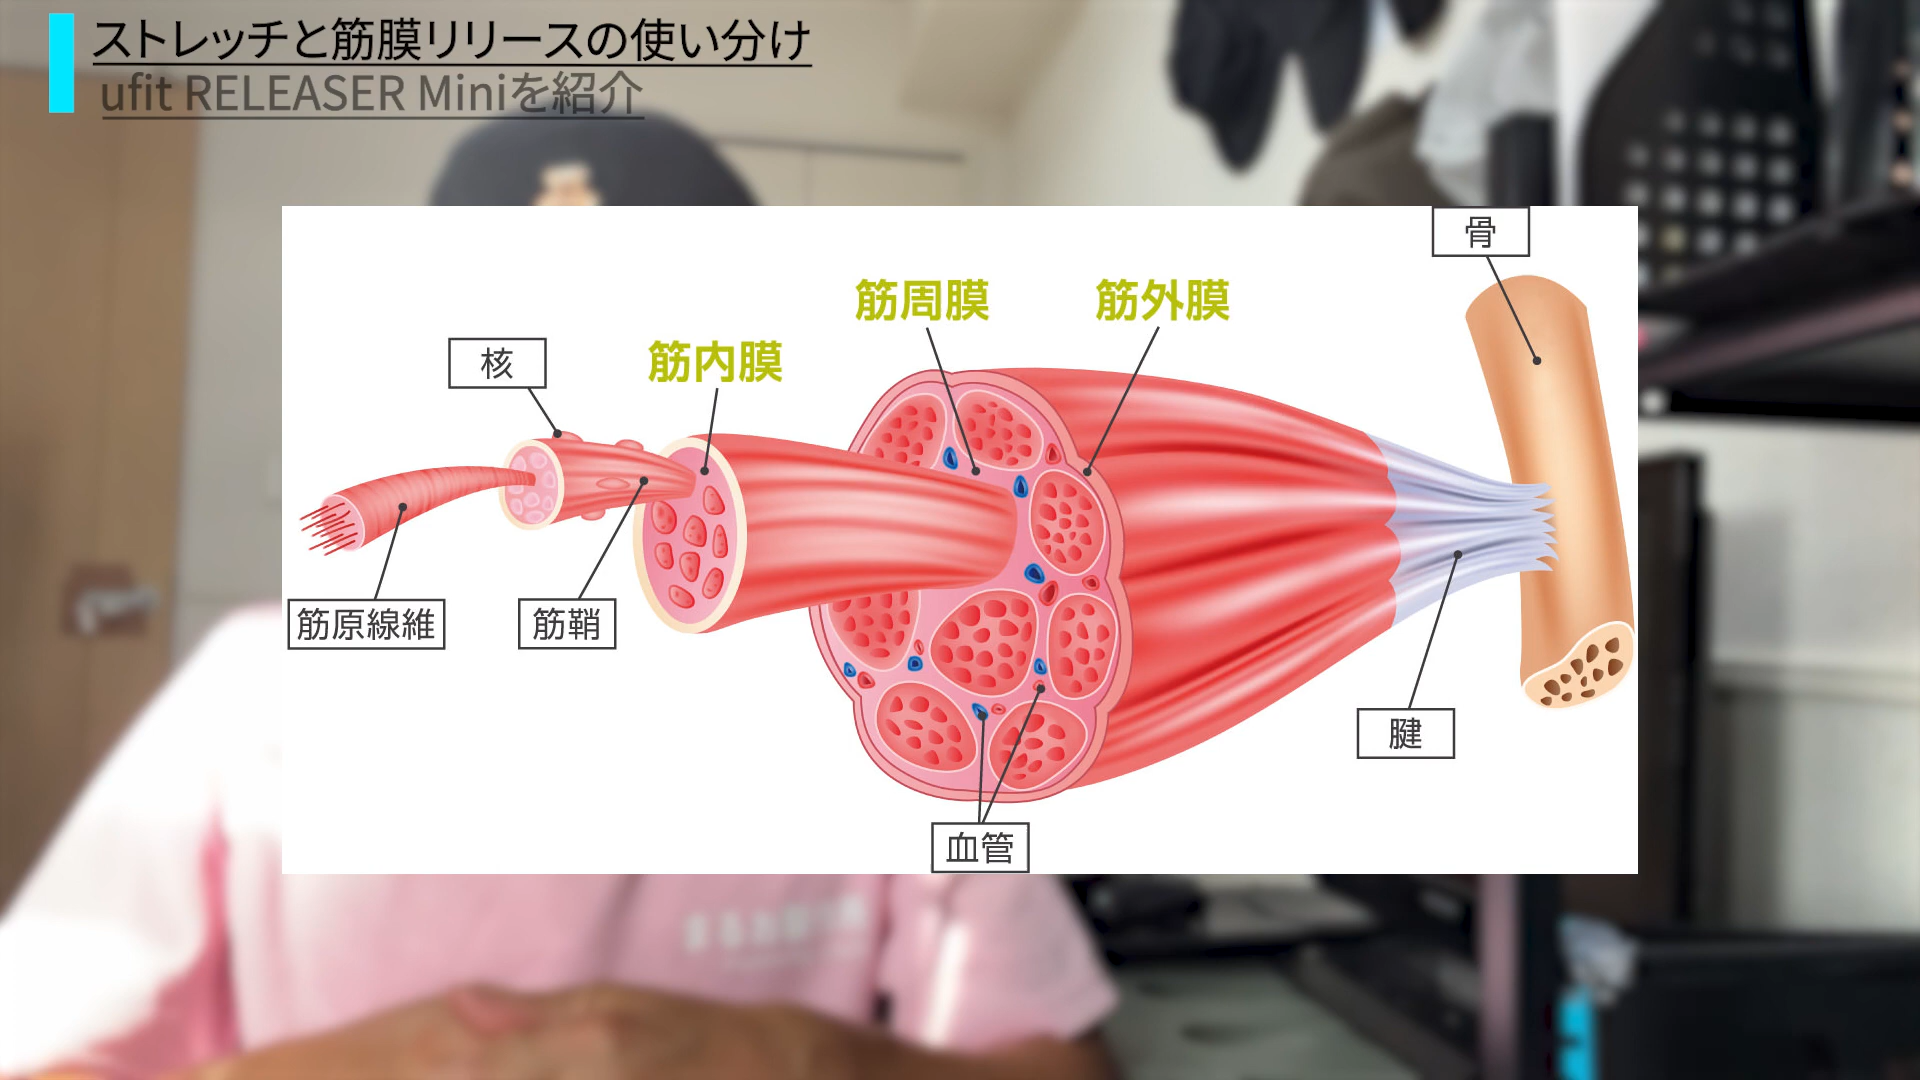 ストレッチと筋膜リリースの使い分け
ufit RELEASER Miniを紹介
骨
筋周膜
筋外膜
核
筋内膜
筋原線維
筋鞘
腱
血管